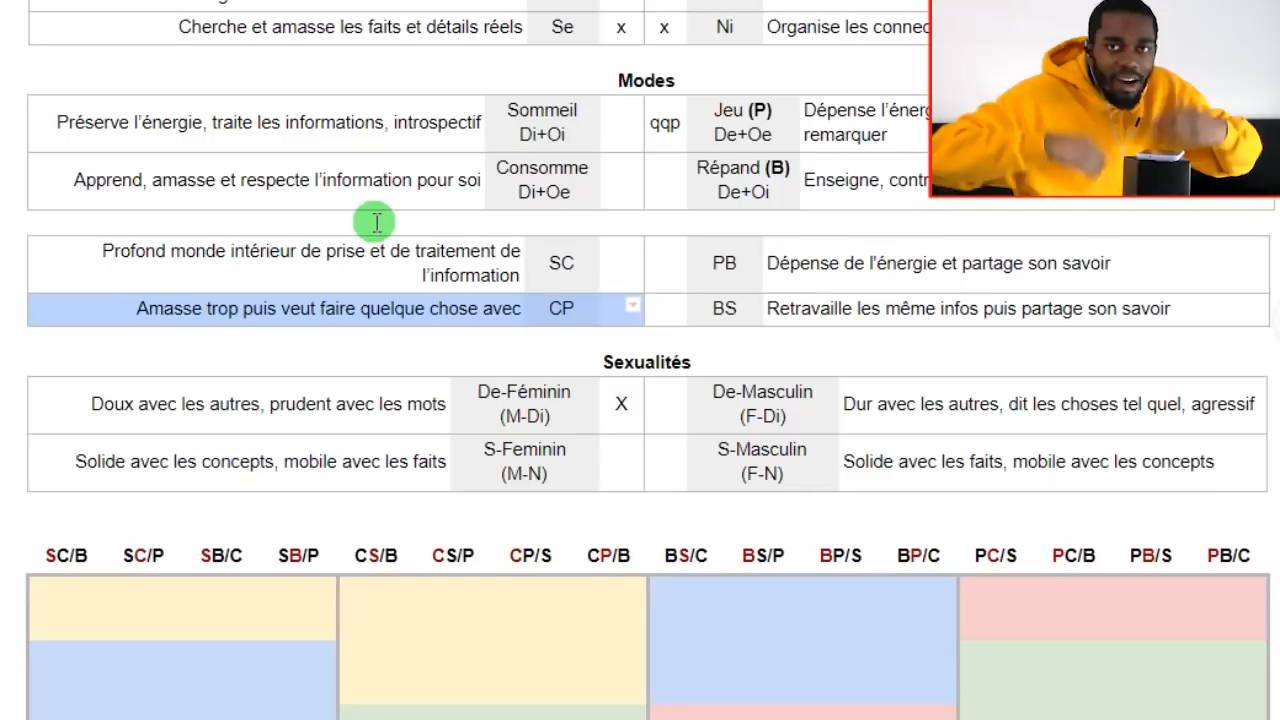 Cherche et amasse les faits et détails réels Se x x Ni Organise les connec
Modes
Préserve l’énergie, traite les informations, introspectif Sommeil Di+Oi qqp Jeu (P) De+Oe Dépense l’énerg
remarquer
Apprend, amasse et respecte l’information pour soi Consomme Di+Oe Répand (B) De+Oi Enseigne, contr
Profond monde intérieur de prise et de traitement de
l’information SC PB Dépense de l'énergie et partage son savoir
Amasse trop puis veut faire quelque chose avec CP BS Retravaille les même infos puis partage son savoir
Sexualités
Doux avec les autres, prudent avec les mots De-Féminin (M-Di) X De-Masculin (F-Di) Dur avec les autres, dit les choses tel quel, agressif
Solide avec les concepts, mobile avec les faits S-Feminin (M-N) S-Masculin (F-N) Solide avec les faits, mobile avec les concepts
SC/B SC/P SB/C SB/P CS/B CS/P CP/S CP/B BS/C BS/P BP/S BP/C PC/S PC/B PB/S PB/C